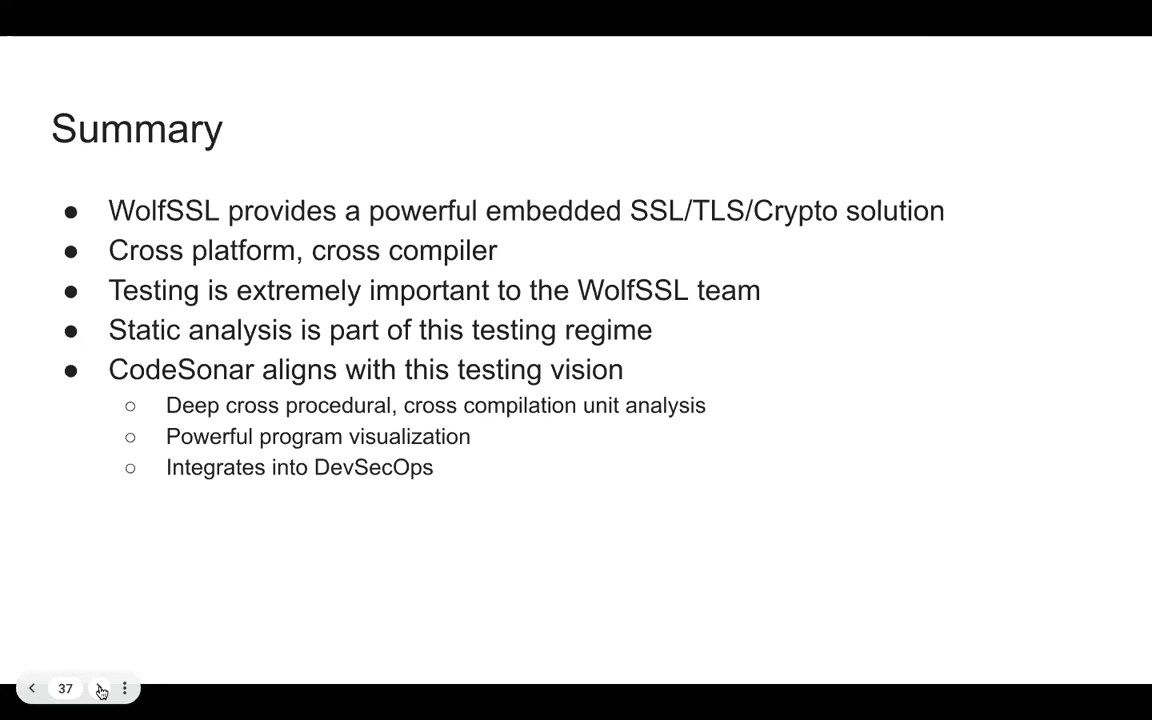 Summary
● WolfSSL provides a powerful embedded SSL/TLS/Crypto solution
● Cross platform, cross compiler
● Testing is extremely important to the WolfSSL team
● Static analysis is part of this testing regime
● CodeSonar aligns with this testing vision
○ Deep cross procedural, cross compilation unit analysis
○ Powerful program visualization
○ Integrates into DevSecOps
37